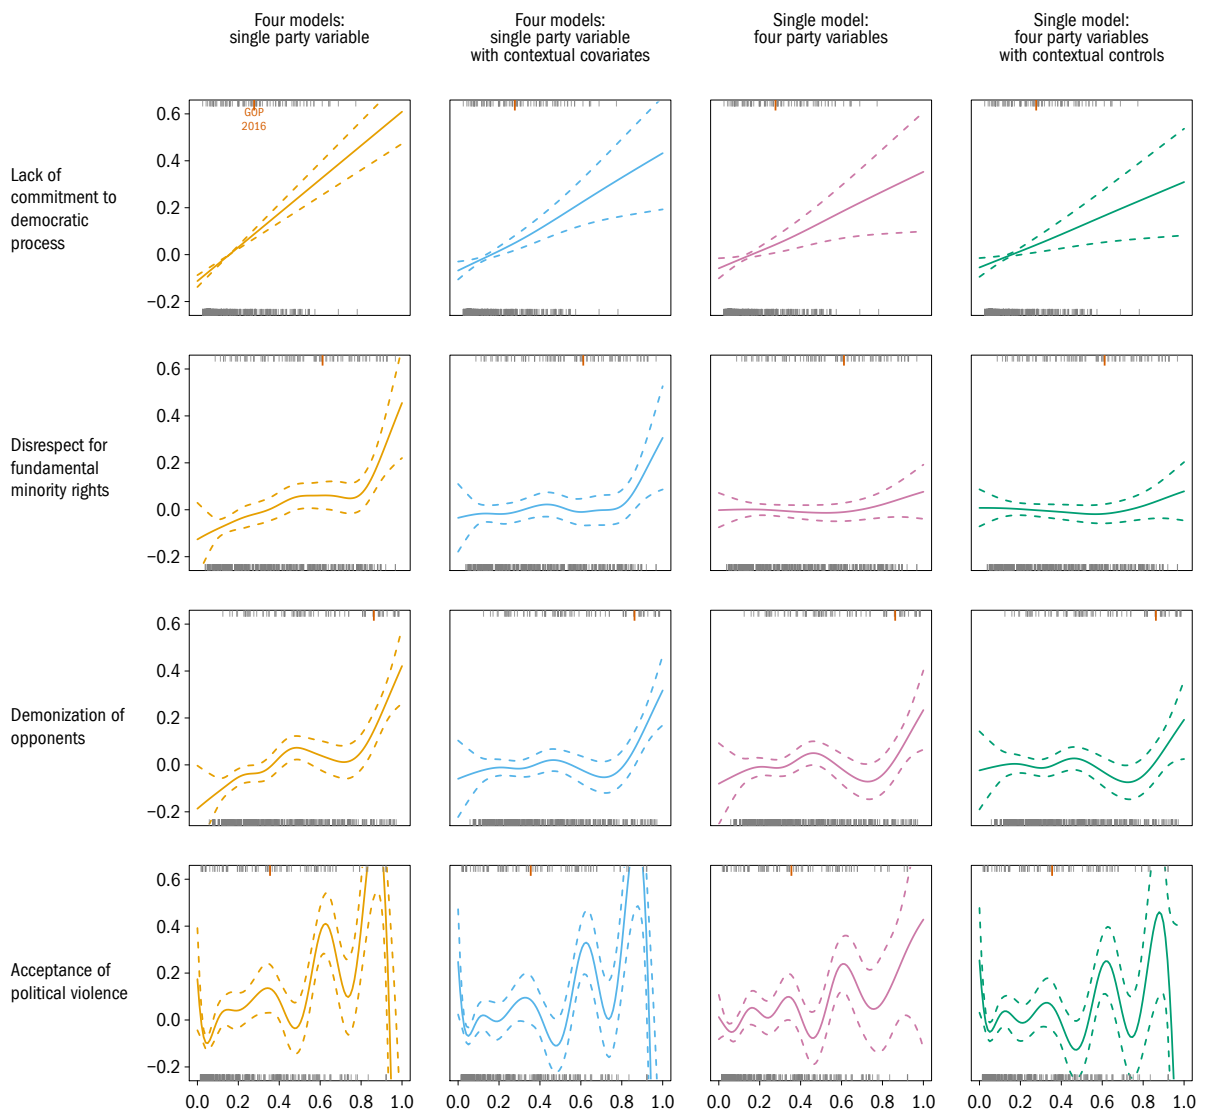 Four models:
single party variable
Four models:
single party variable
with contextual covariates
Single model:
four party variables
Single model:
four party variables
with contextual controls
Lack of
commitment to
democratic
process
0.6
0.4
0.2
0.0
−0.2
GOP
2016
Disrespect for
fundamental
minority rights
0.6
0.4
0.2
0.0
−0.2
Demonization of
opponents
0.6
0.4
0.2
0.0
−0.2
Acceptance of
political violence
0.6
0.4
0.2
0.0
−0.2
0.0 0.2 0.4 0.6 0.8 1.0
0.0 0.2 0.4 0.6 0.8 1.0
0.0 0.2 0.4 0.6 0.8 1.0
0.0 0.2 0.4 0.6 0.8 1.0